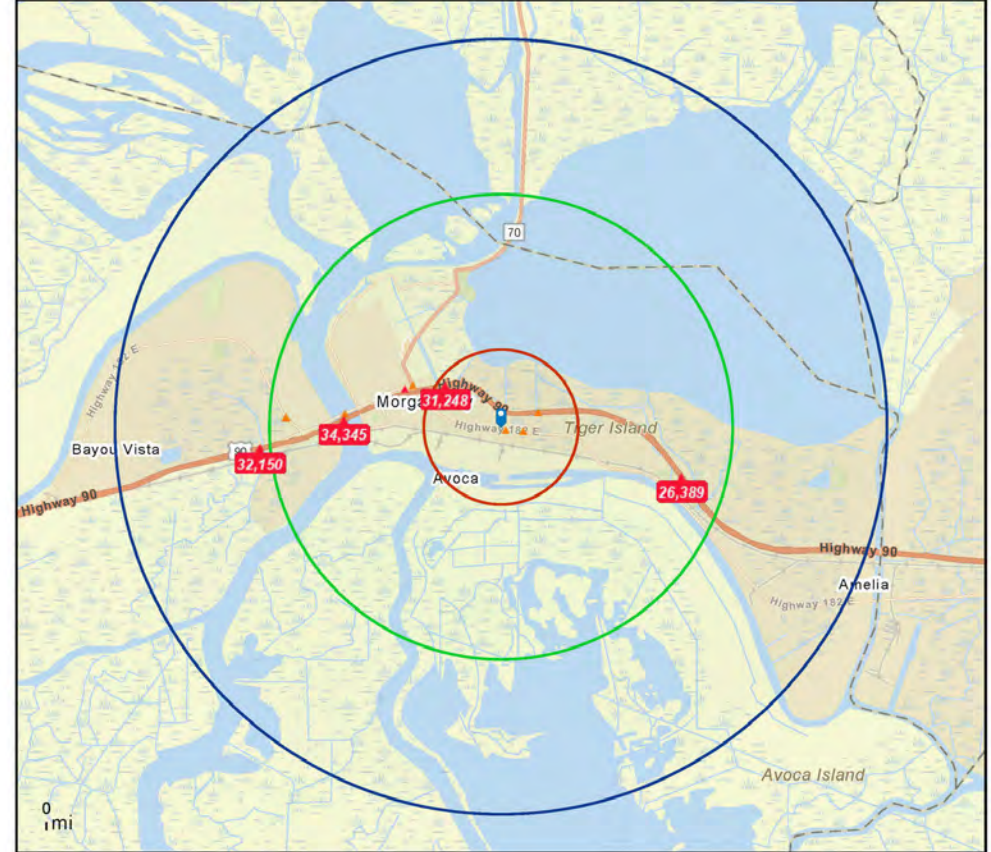 70
Highway 182 E
Highway 90
Morga
31,248
Highway 182 E
Tiger Island
34,345
Bayou Vista
90
32,150
Avoca
26,389
Highway 90
Highway 90
Amelia
Highway 182 E
Avoca Island
0
mi